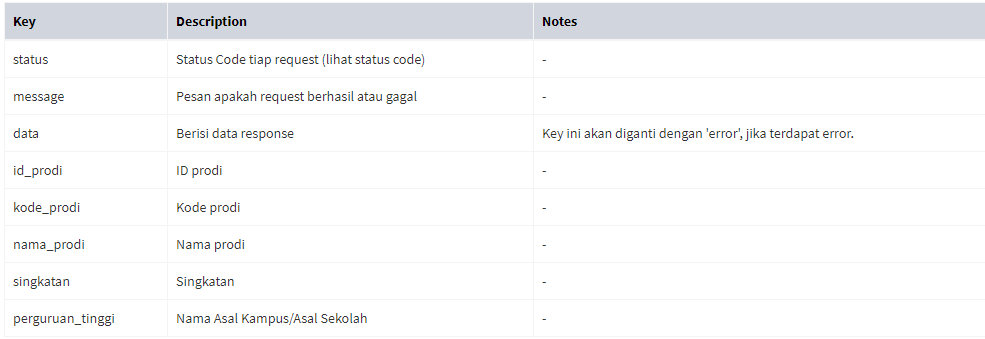 Key Description Notes
status Status Code tiap request (lihat status code) -
message Pesan apakah request berhasil atau gagal -
data Berisi data response Key ini akan diganti dengan 'error', jika terdapat error.
id_prodi ID prodi -
kode_prodi Kode prodi -
nama_prodi Nama prodi -
singkatan Singkatan -
perguruan_tinggi Nama Asal Kampus/Asal Sekolah -